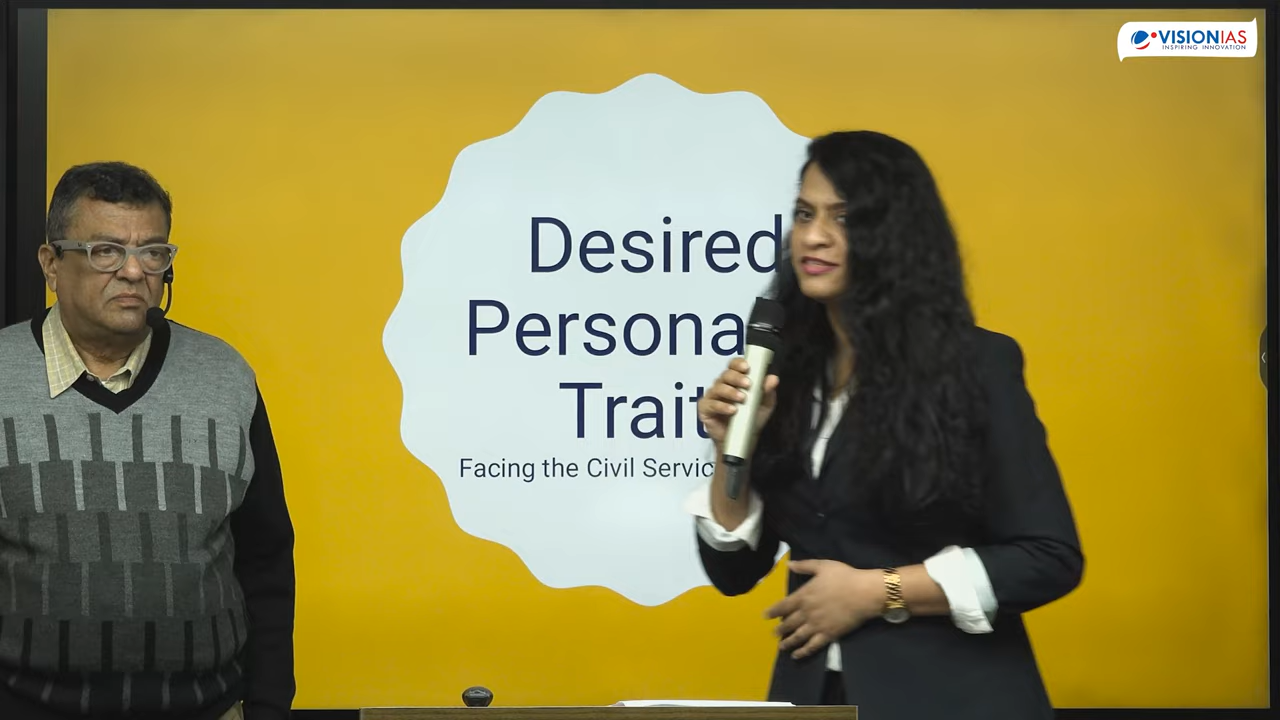 VISIONIAS
INSPIRING INNOVATION
Desired
Persona
Trait
Facing the Civil Servic